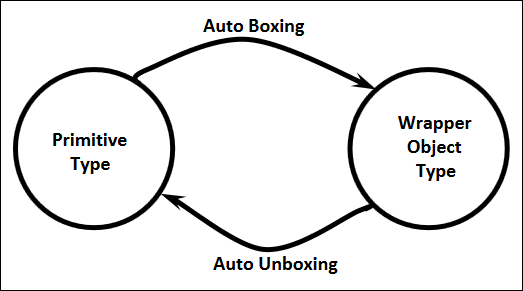 Auto Boxing
Primitive
Type
Wrapper
Object
Type
Auto Unboxing